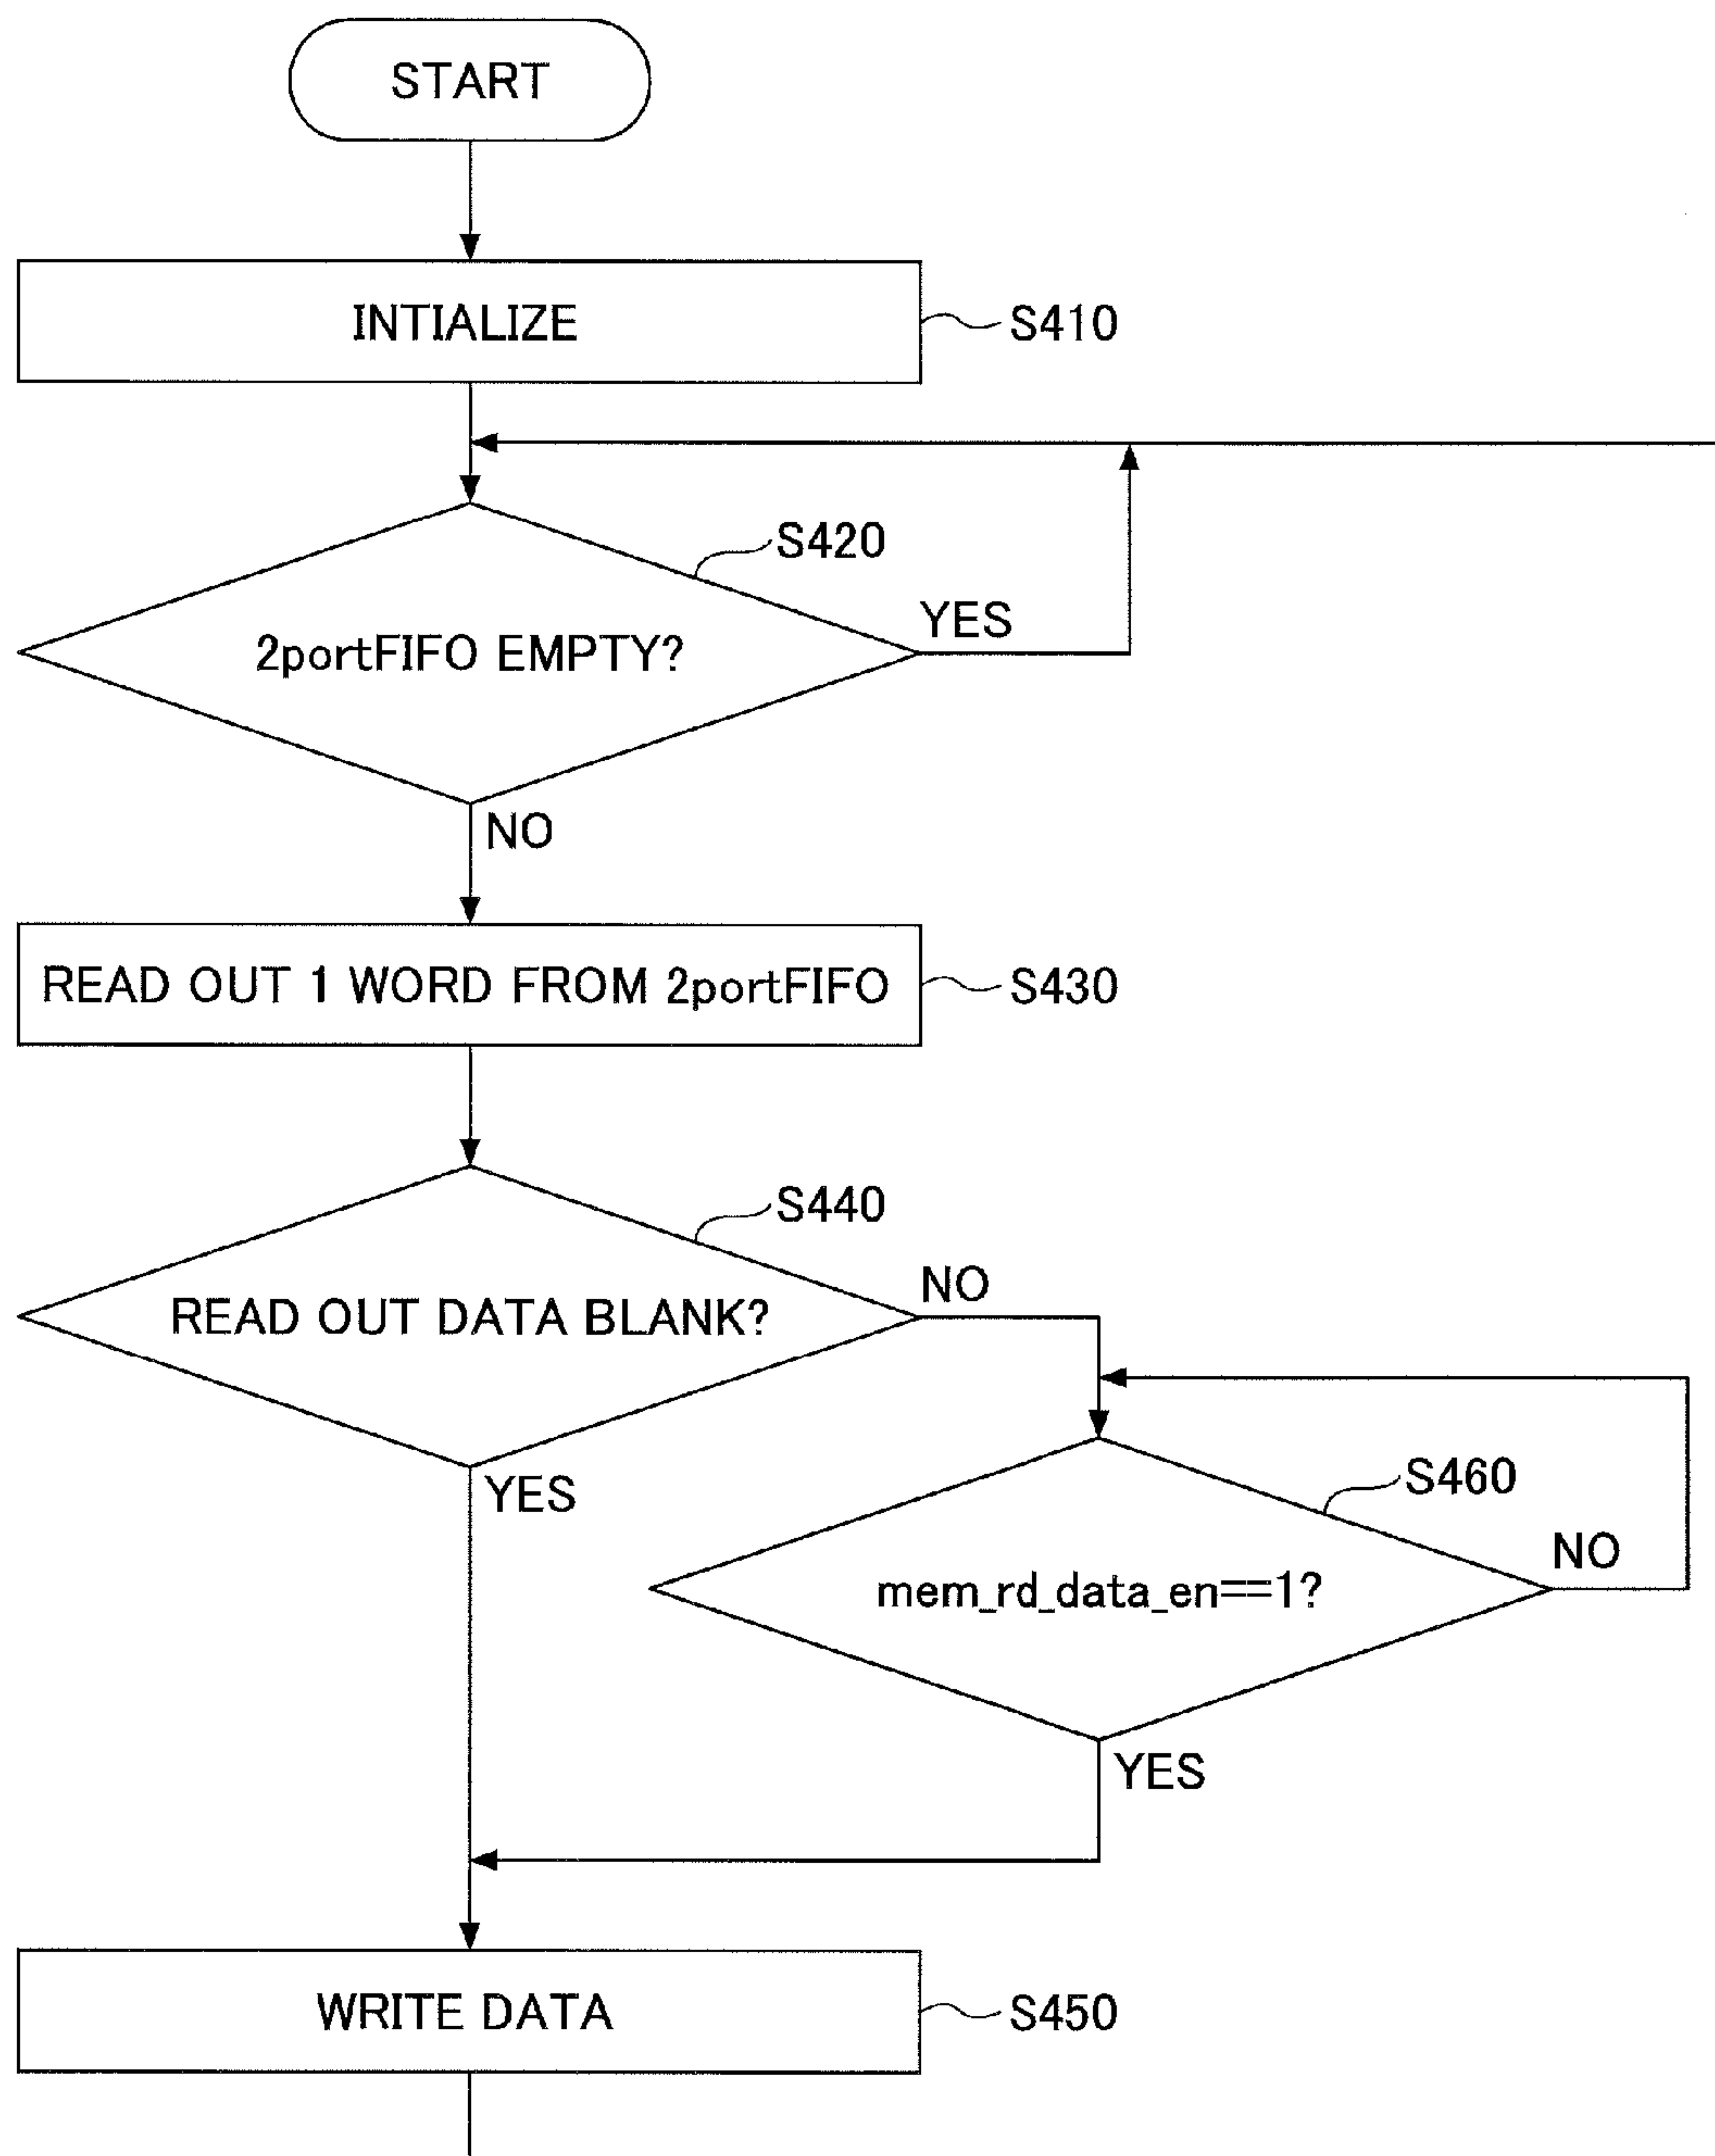 START
INTIALIZE
S410
S420
2portFIFO EMPTY?
YES
NO
READ OUT 1 WORD FROM 2portFIFO
S430
S440
READ OUT DATA BLANK?
NO
YES
S460
mem_rd_data_en==1?
NO
YES
WRITE DATA
S450